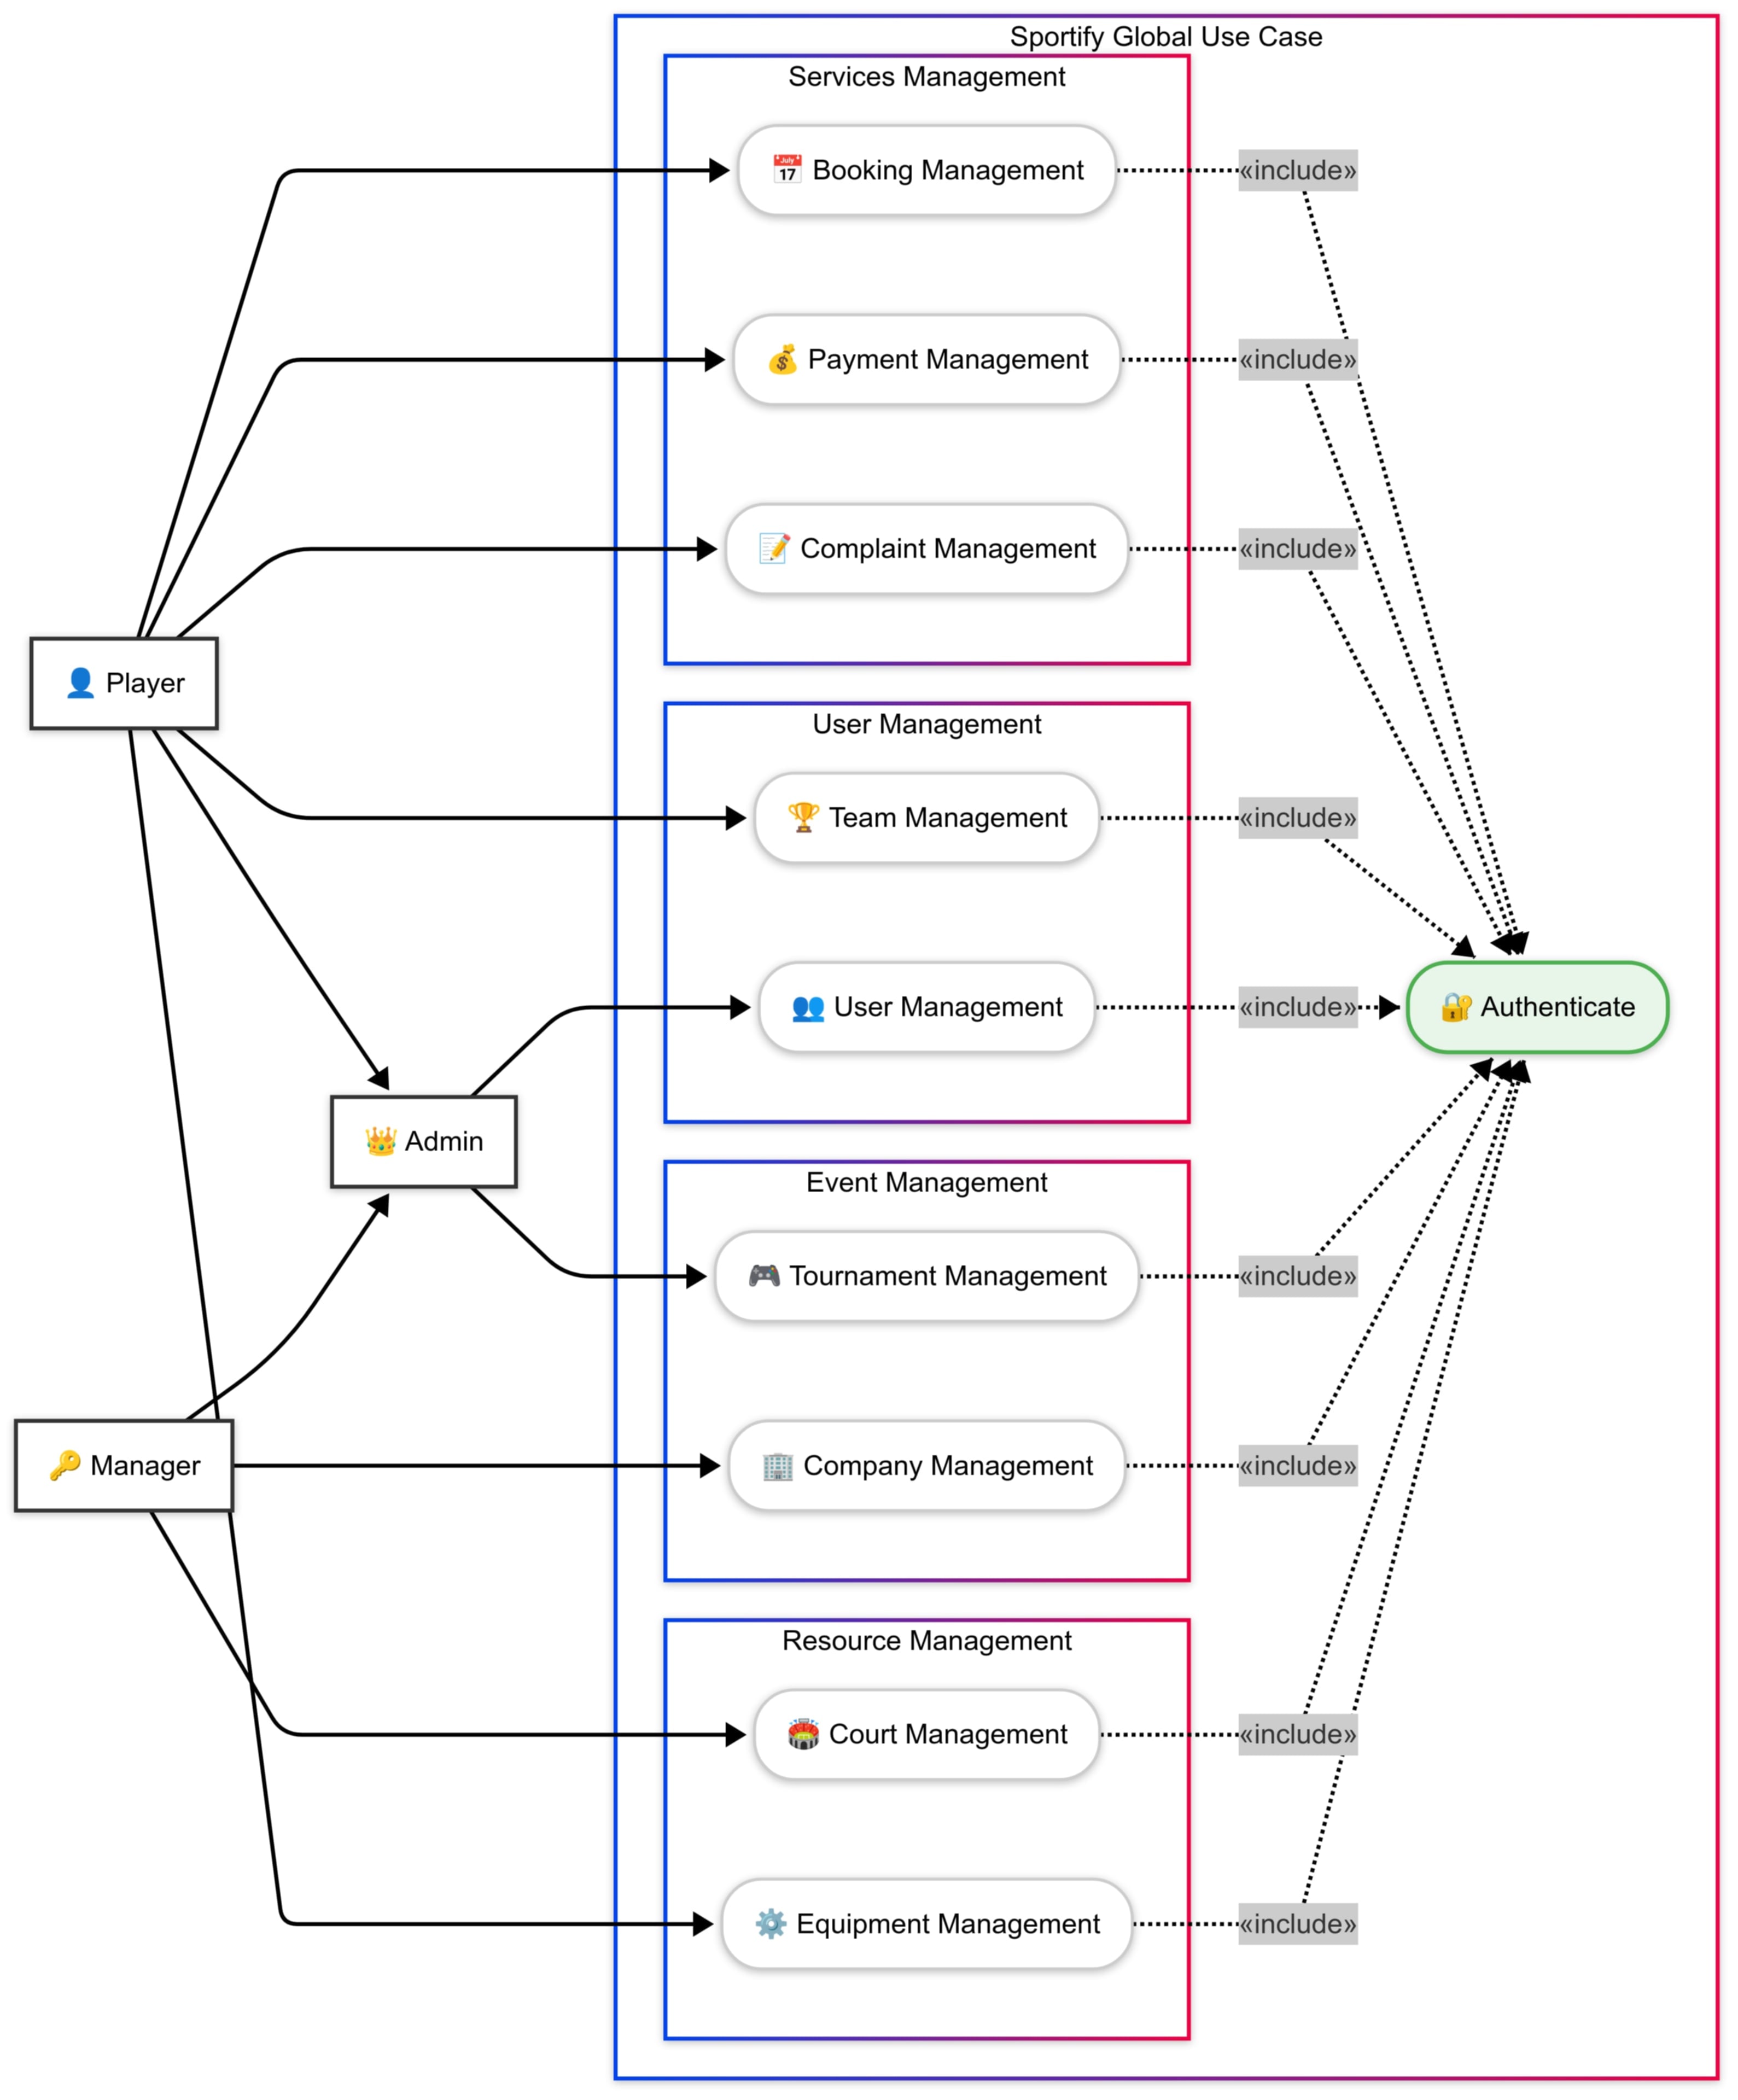 Sportify Global Use Case
Services Management
📅 Booking Management
«include»
💰 Payment Management
«include»
📝 Complaint Management
«include»
👤 Player
User Management
🏆 Team Management
«include»
👥 User Management
«include»
🔐 Authenticate
👑 Admin
Event Management
🎮 Tournament Management
«include»
🔑 Manager
🏢 Company Management
«include»
Resource Management
🏟️ Court Management
«include»
⚙️ Equipment Management
«include»